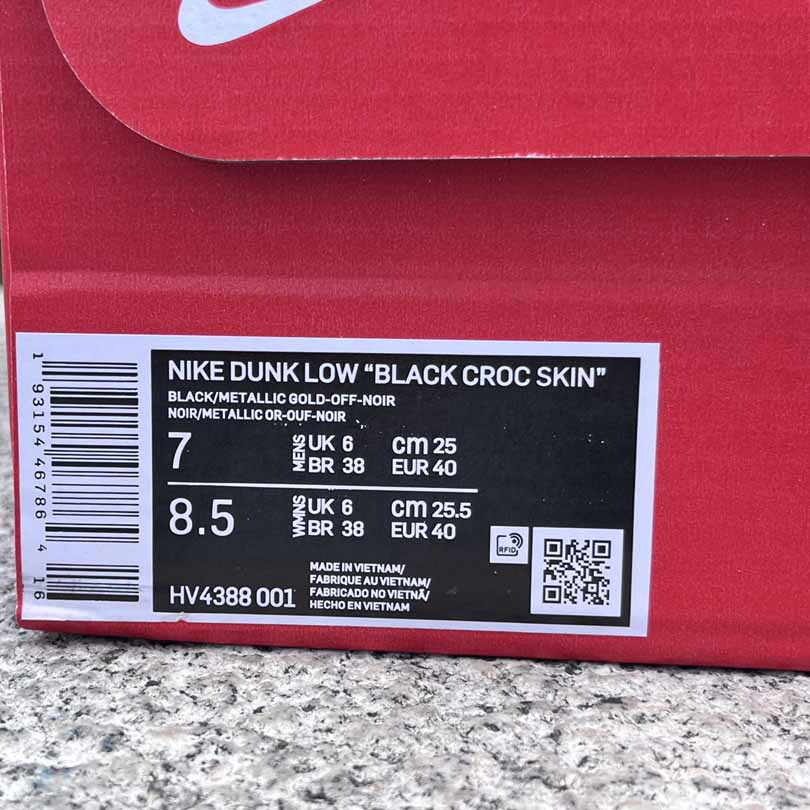 NIKE DUNK LOW “BLACK CROC SKIN”
BLACK/METALLIC GOLD-OFF-NOIR
NOIR/METALLIC OR-OUF-NOIR
7 MENS UK 6 cm 25
BR 38 EUR 40
8.5 WMNS UK 6 cm 25.5
BR 38 EUR 40
RFID
MADE IN VIETNAM/
FABRIQUE AU VIETNAM/
FABRICADO NO VIETNÃ/
HECHO EN VIETNAM
HV4388 001
1 93154 46786 4 16